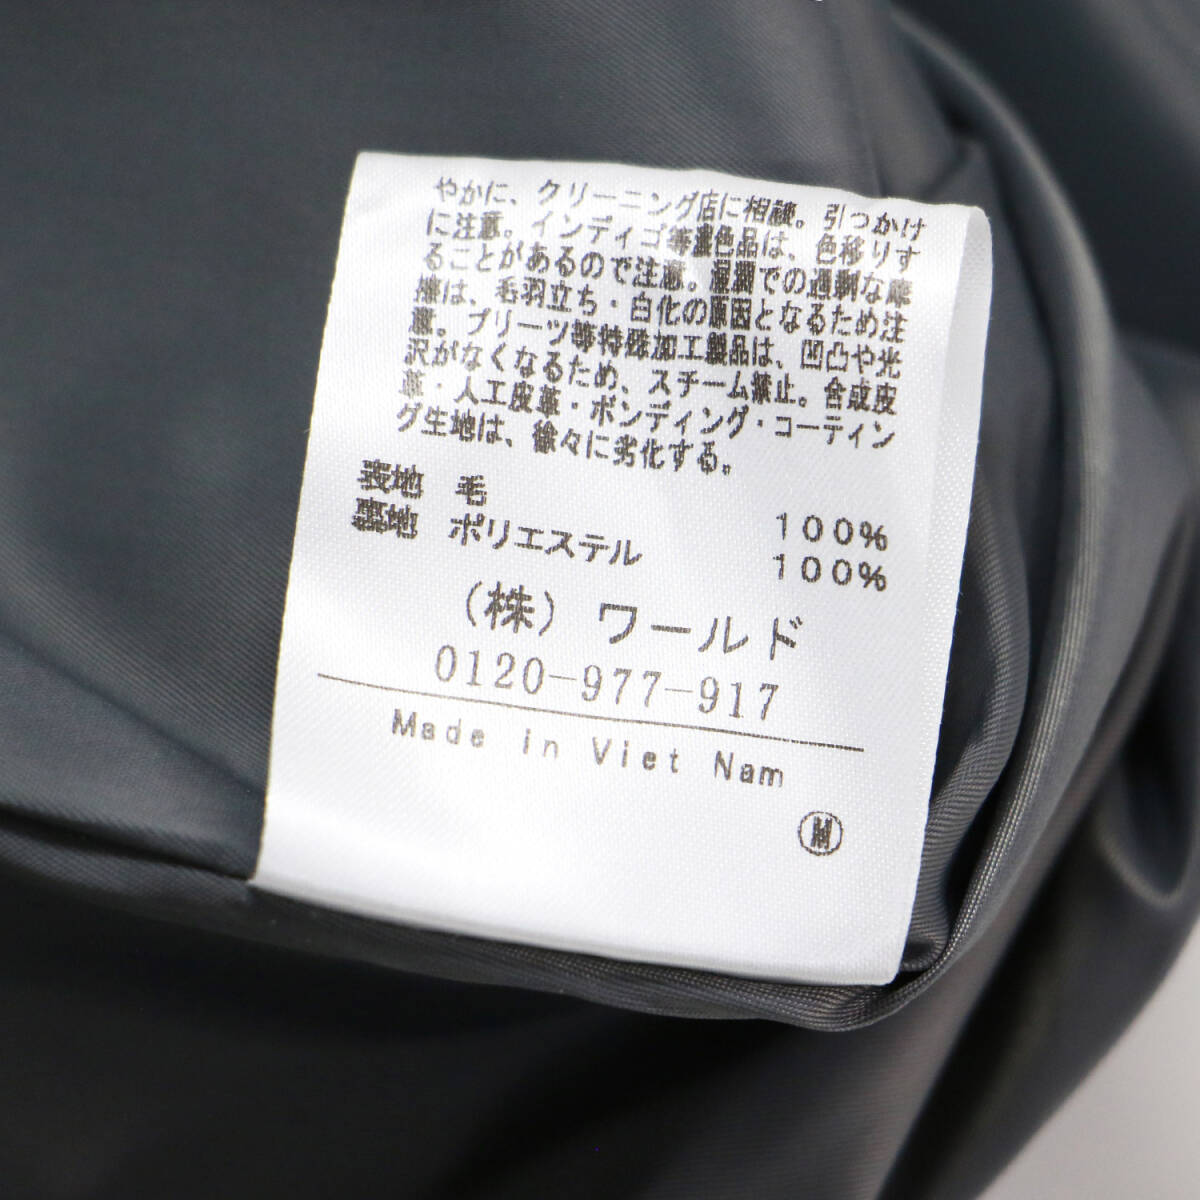 やかに、クリーニング店に相談。引っかけ
に注意。インディゴ等濃色品は、色移りす
ることがあるので注意。湿潤での過剰な摩
擦は、毛羽立ち・白化の原因となるため注
意。プリーツ等特殊加工製品は、凹凸や光
沢がなくなるため、スチーム禁止。合成皮
革・人工皮革・ボンディング・コーティン
グ生地は、徐々に劣化する。
表地 毛 100%
裏地 ポリエステル 100%
(株) ワールド
0120-977-917
Made in Viet Nam
Ⓜ